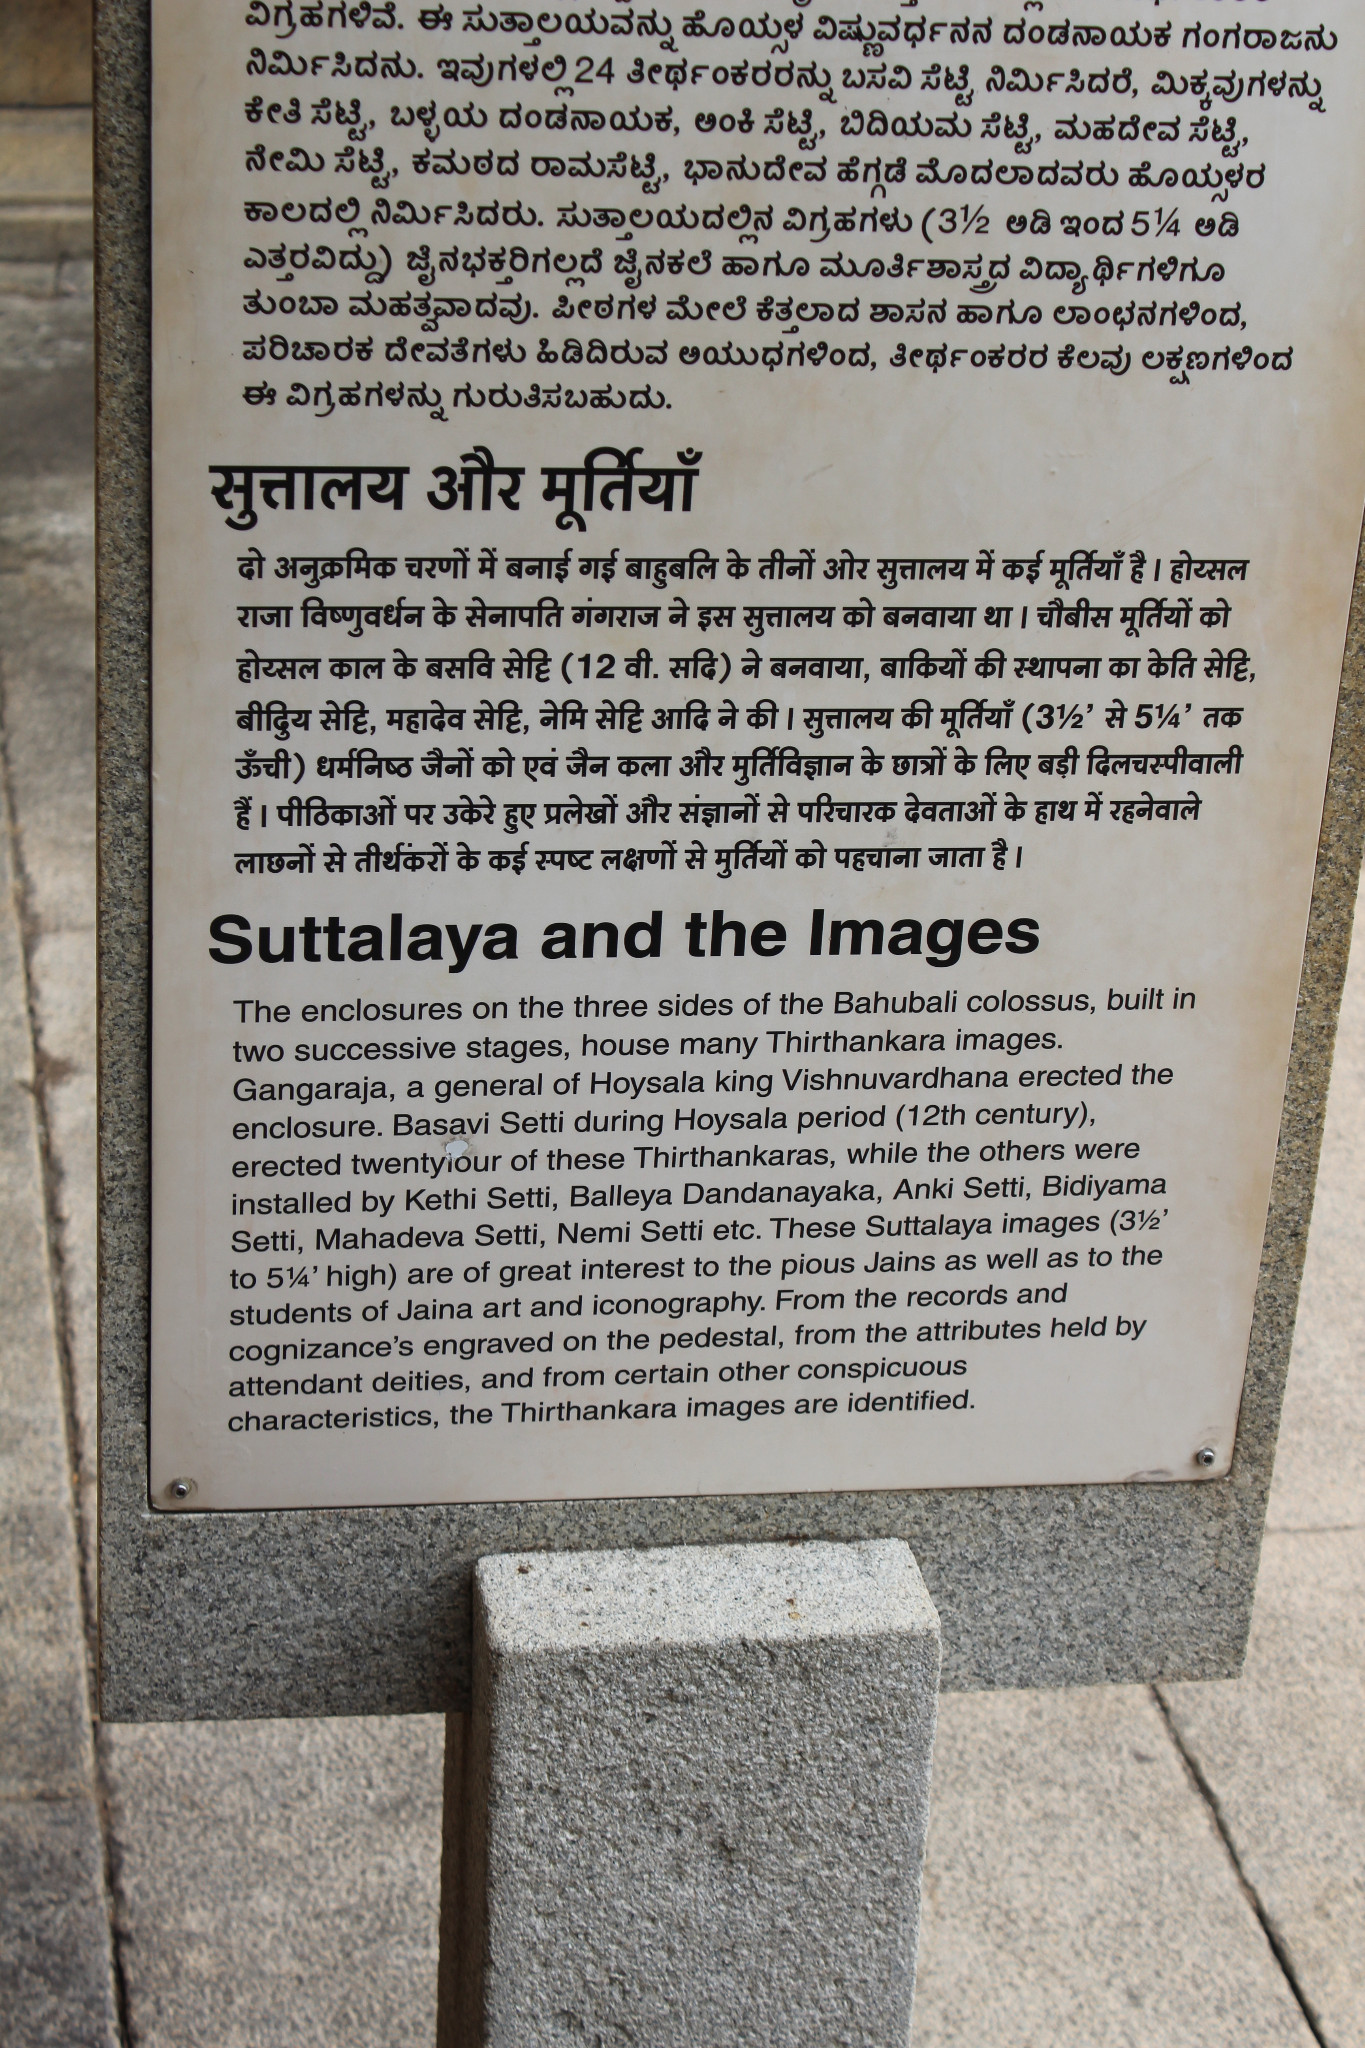 ವಿಗ್ರಹಗಳಿವೆ. ಈ ಸುತ್ತಾಲಯವನ್ನು ಹೊಯ್ಸಳ ವಿಷ್ಣುವರ್ಧನನ ದಂಡನಾಯಕ ಗಂಗರಾಜನು
ನಿರ್ಮಿಸಿದನು. ಇವುಗಳಲ್ಲಿ 24 ತೀರ್ಥಂಕರರನ್ನು ಬಸವಿ ಸೆಟ್ಟಿ ನಿರ್ಮಿಸಿದರೆ, ಮಿಕ್ಕವುಗಳನ್ನು
ಕೇತಿ ಸೆಟ್ಟಿ, ಬಳ್ಳಯ ದಂಡನಾಯಕ, ಅಂಕಿ ಸೆಟ್ಟಿ, ಬಿದಿಯಮ ಸೆಟ್ಟಿ, ಮಹದೇವ ಸೆಟ್ಟಿ,
ನೇಮಿ ಸೆಟ್ಟಿ, ಕಮಠದ ರಾಮಸೆಟ್ಟಿ, ಭಾನುದೇವ ಹೆಗ್ಗಡೆ ಮೊದಲಾದವರು ಹೊಯ್ಸಳರ
ಕಾಲದಲ್ಲಿ ನಿರ್ಮಿಸಿದರು. ಸುತ್ತಾಲಯದಲ್ಲಿನ ವಿಗ್ರಹಗಳು (3½ ಅಡಿ ಇಂದ 5¼ ಅಡಿ
ಎತ್ತರವಿದ್ದು) ಜೈನಭಕ್ತರಿಗಲ್ಲದೆ ಜೈನಕಲೆ ಹಾಗೂ ಮೂರ್ತಿಶಾಸ್ತ್ರದ ವಿದ್ಯಾರ್ಥಿಗಳಿಗೂ
ತುಂಬಾ ಮಹತ್ವವಾದವು. ಪೀಠಗಳ ಮೇಲೆ ಕೆತ್ತಲಾದ ಶಾಸನ ಹಾಗೂ ಲಾಂಛನಗಳಿಂದ,
ಪರಿಚಾರಕ ದೇವತೆಗಳು ಹಿಡಿದಿರುವ ಅಯುಧಗಳಿಂದ, ತೀರ್ಥಂಕರರ ಕೆಲವು ಲಕ್ಷಣಗಳಿಂದ
ಈ ವಿಗ್ರಹಗಳನ್ನು ಗುರುತಿಸಬಹುದು.
सुत्तालय और मूर्तियाँ
दो अनुक्रमिक चरणों में बनाई गई बाहुबलि के तीनों ओर सुत्तालय में कई मूर्तियाँ है । होय्सल
राजा विष्णुवर्धन के सेनापति गंगराज ने इस सुत्तालय को बनवाया था । चौबीस मूर्तियों को
होय्सल काल के बसवि सेट्टि (12 वी. सदि) ने बनवाया, बाकियों की स्थापना का केति सेट्टि,
बीदियि सेट्टि, महादेव सेट्टि, नेमि सेट्टि आदि ने की । सुत्तालय की मूर्तियाँ (3½’ से 5¼’ तक
ऊँची) धर्मनिष्ठ जैनों को एवं जैन कला और मुर्तिविज्ञान के छात्रों के लिए बड़ी दिलचस्पीवाली
हैं । पीठिकाओं पर उकेरे हुए प्रलेखों और संज्ञानों से परिचारक देवताओं के हाथ में रहनेवाले
लाछनों से तीर्थकंरों के कई स्पष्ट लक्षणों से मुर्तियों को पहचाना जाता है ।
Suttalaya and the Images
The enclosures on the three sides of the Bahubali colossus, built in
two successive stages, house many Thirthankara images.
Gangaraja, a general of Hoysala king Vishnuvardhana erected the
enclosure. Basavi Setti during Hoysala period (12th century),
erected twentyfour of these Thirthankaras, while the others were
installed by Kethi Setti, Balleya Dandanayaka, Anki Setti, Bidiyama
Setti, Mahadeva Setti, Nemi Setti etc. These Suttalaya images (3½’
to 5¼’ high) are of great interest to the pious Jains as well as to the
students of Jaina art and iconography. From the records and
cognizance’s engraved on the pedestal, from the attributes held by
attendant deities, and from certain other conspicuous
characteristics, the Thirthankara images are identified.